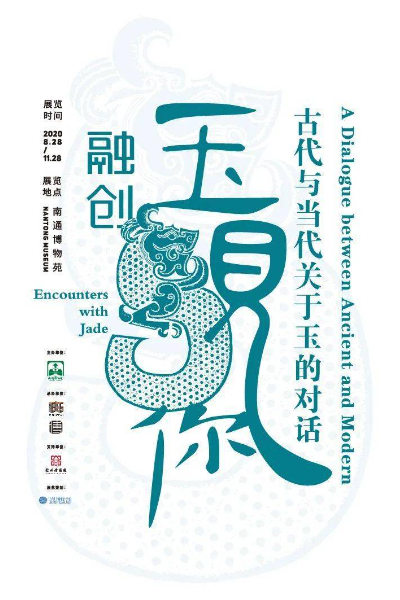 展览
时间
2020
8.28
/
11.28
展览
地点
南通博物苑
NANTONG MUSEUM
融创
玉见你
Encounters
with
Jade
古代与当代关于玉的对话
A Dialogue between Ancient and Modern